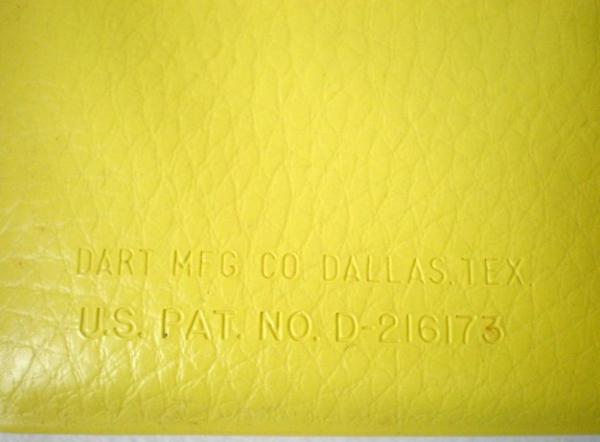 DART MFG CO DALLAS, TEX.
U.S. PAT. NO. D-216173